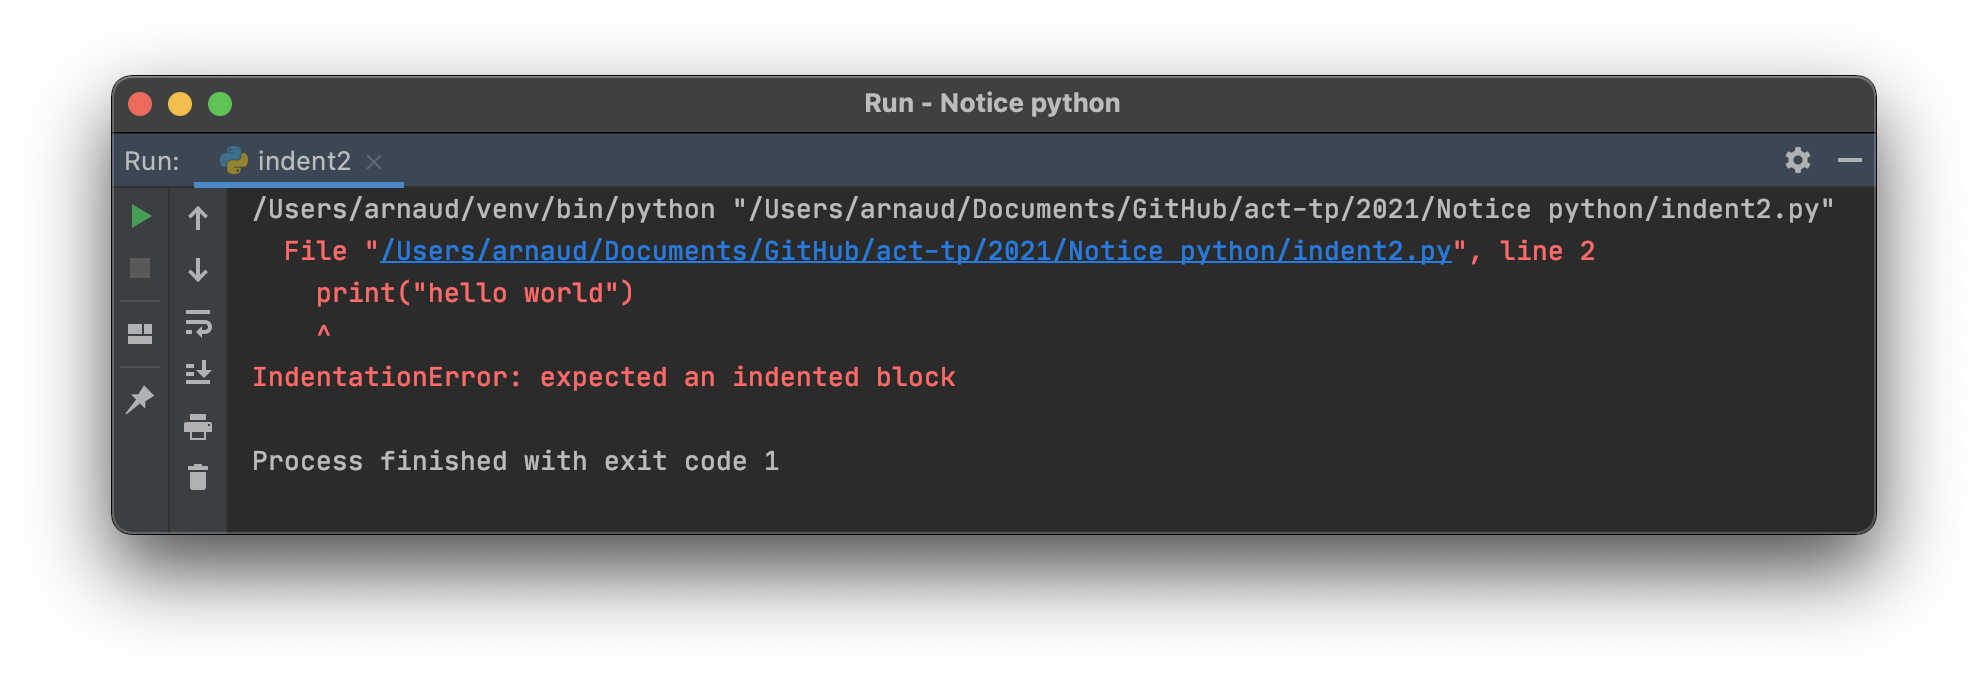 Run - Notice python
Run: indent2
/Users/arnaud/venv/bin/python "/Users/arnaud/Documents/GitHub/act-tp/2021/Notice python/indent2.py"
  File "/Users/arnaud/Documents/GitHub/act-tp/2021/Notice python/indent2.py", line 2
    print("hello world")
    ^
IndentationError: expected an indented block
Process finished with exit code 1